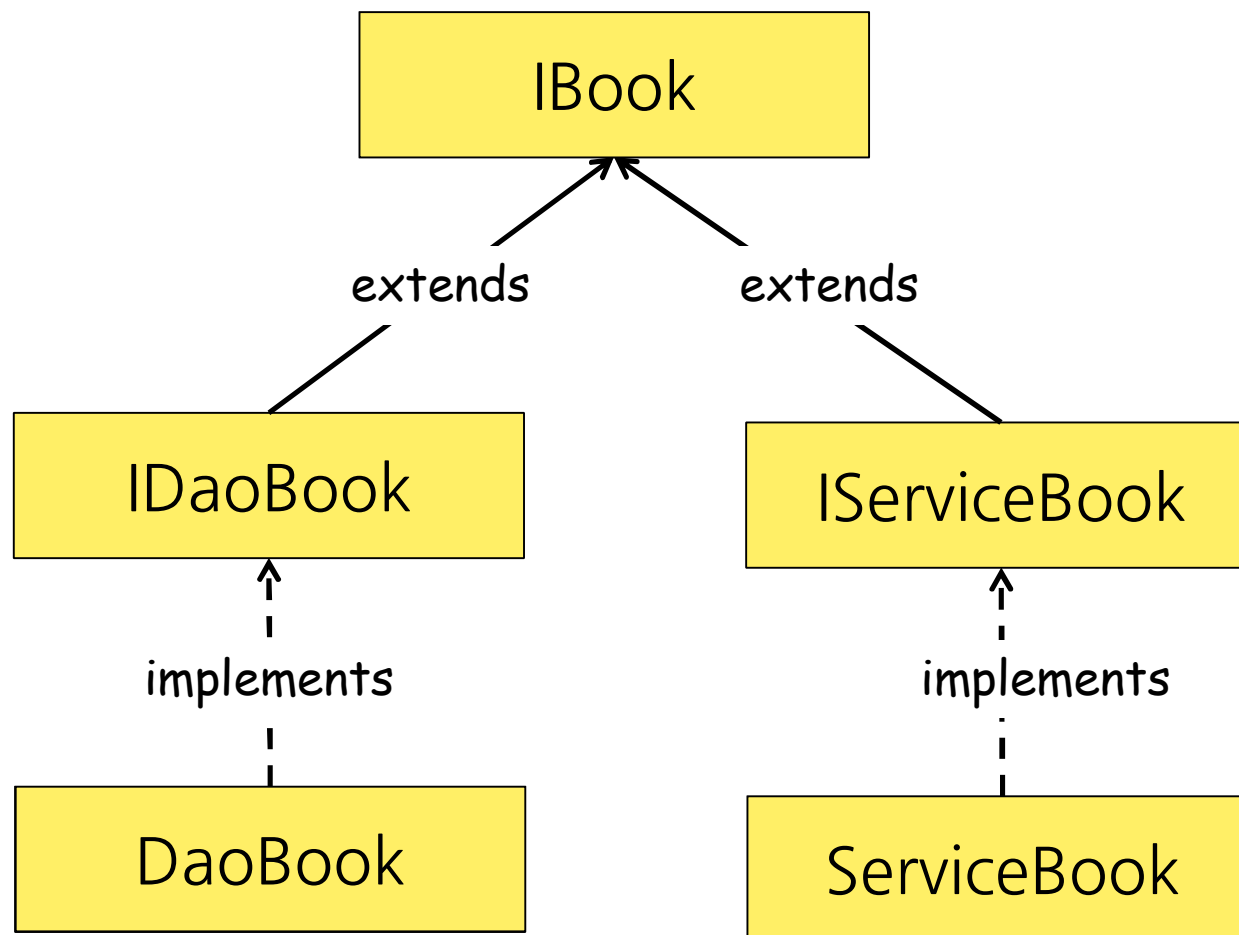 IBook
extends
extends
IDaoBook
IServiceBook
implements
implements
DaoBook
ServiceBook